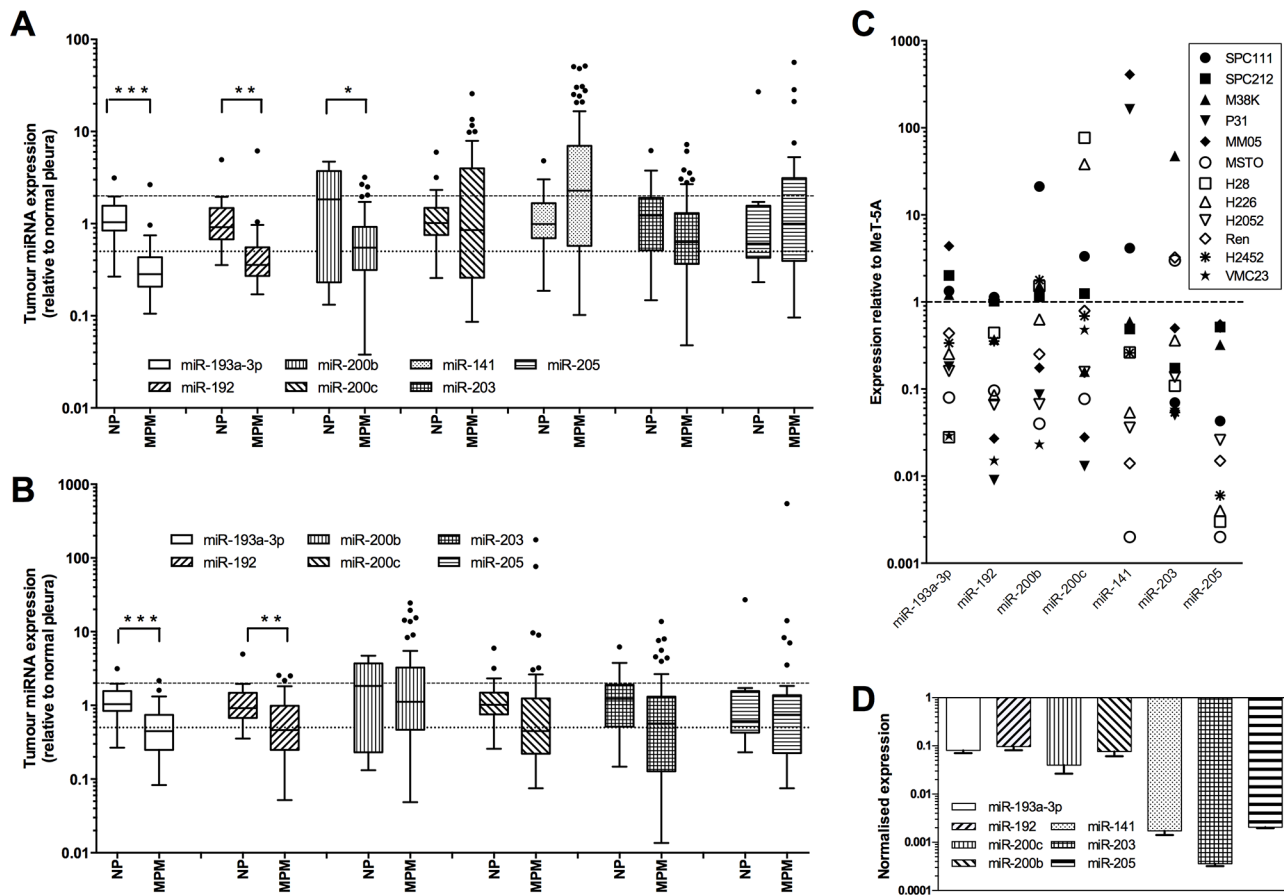 A
Tumour miRNA expression
(relative to normal pleura)
100
10
1
0.1
0.01
***
**
*
miR-193a-3p
miR-200b
miR-141
miR-205
miR-192
miR-200c
miR-203
NP
MPM
NP
MPM
NP
MPM
NP
MPM
NP
MPM
NP
MPM
NP
MPM
B
Tumour miRNA expression
(relative to normal pleura)
1000
100
10
1
0.1
0.01
miR-193a-3p
miR-200b
miR-203
miR-192
miR-200c
miR-205
***
**
NP
MPM
NP
MPM
NP
MPM
NP
MPM
NP
MPM
NP
MPM
C
Expression relative to MeT-5A
1000
100
10
1
0.1
0.01
0.001
SPC111
SPC212
M38K
P31
MM05
MSTO
H28
H226
H2052
Ren
H2452
VMC23
miR-193a-3p
miR-192
miR-200b
miR-200c
miR-141
miR-203
miR-205
D
Normalised expression
1
0.1
0.01
0.001
0.0001
miR-193a-3p
miR-192
miR-141
miR-200c
miR-203
miR-200b
miR-205